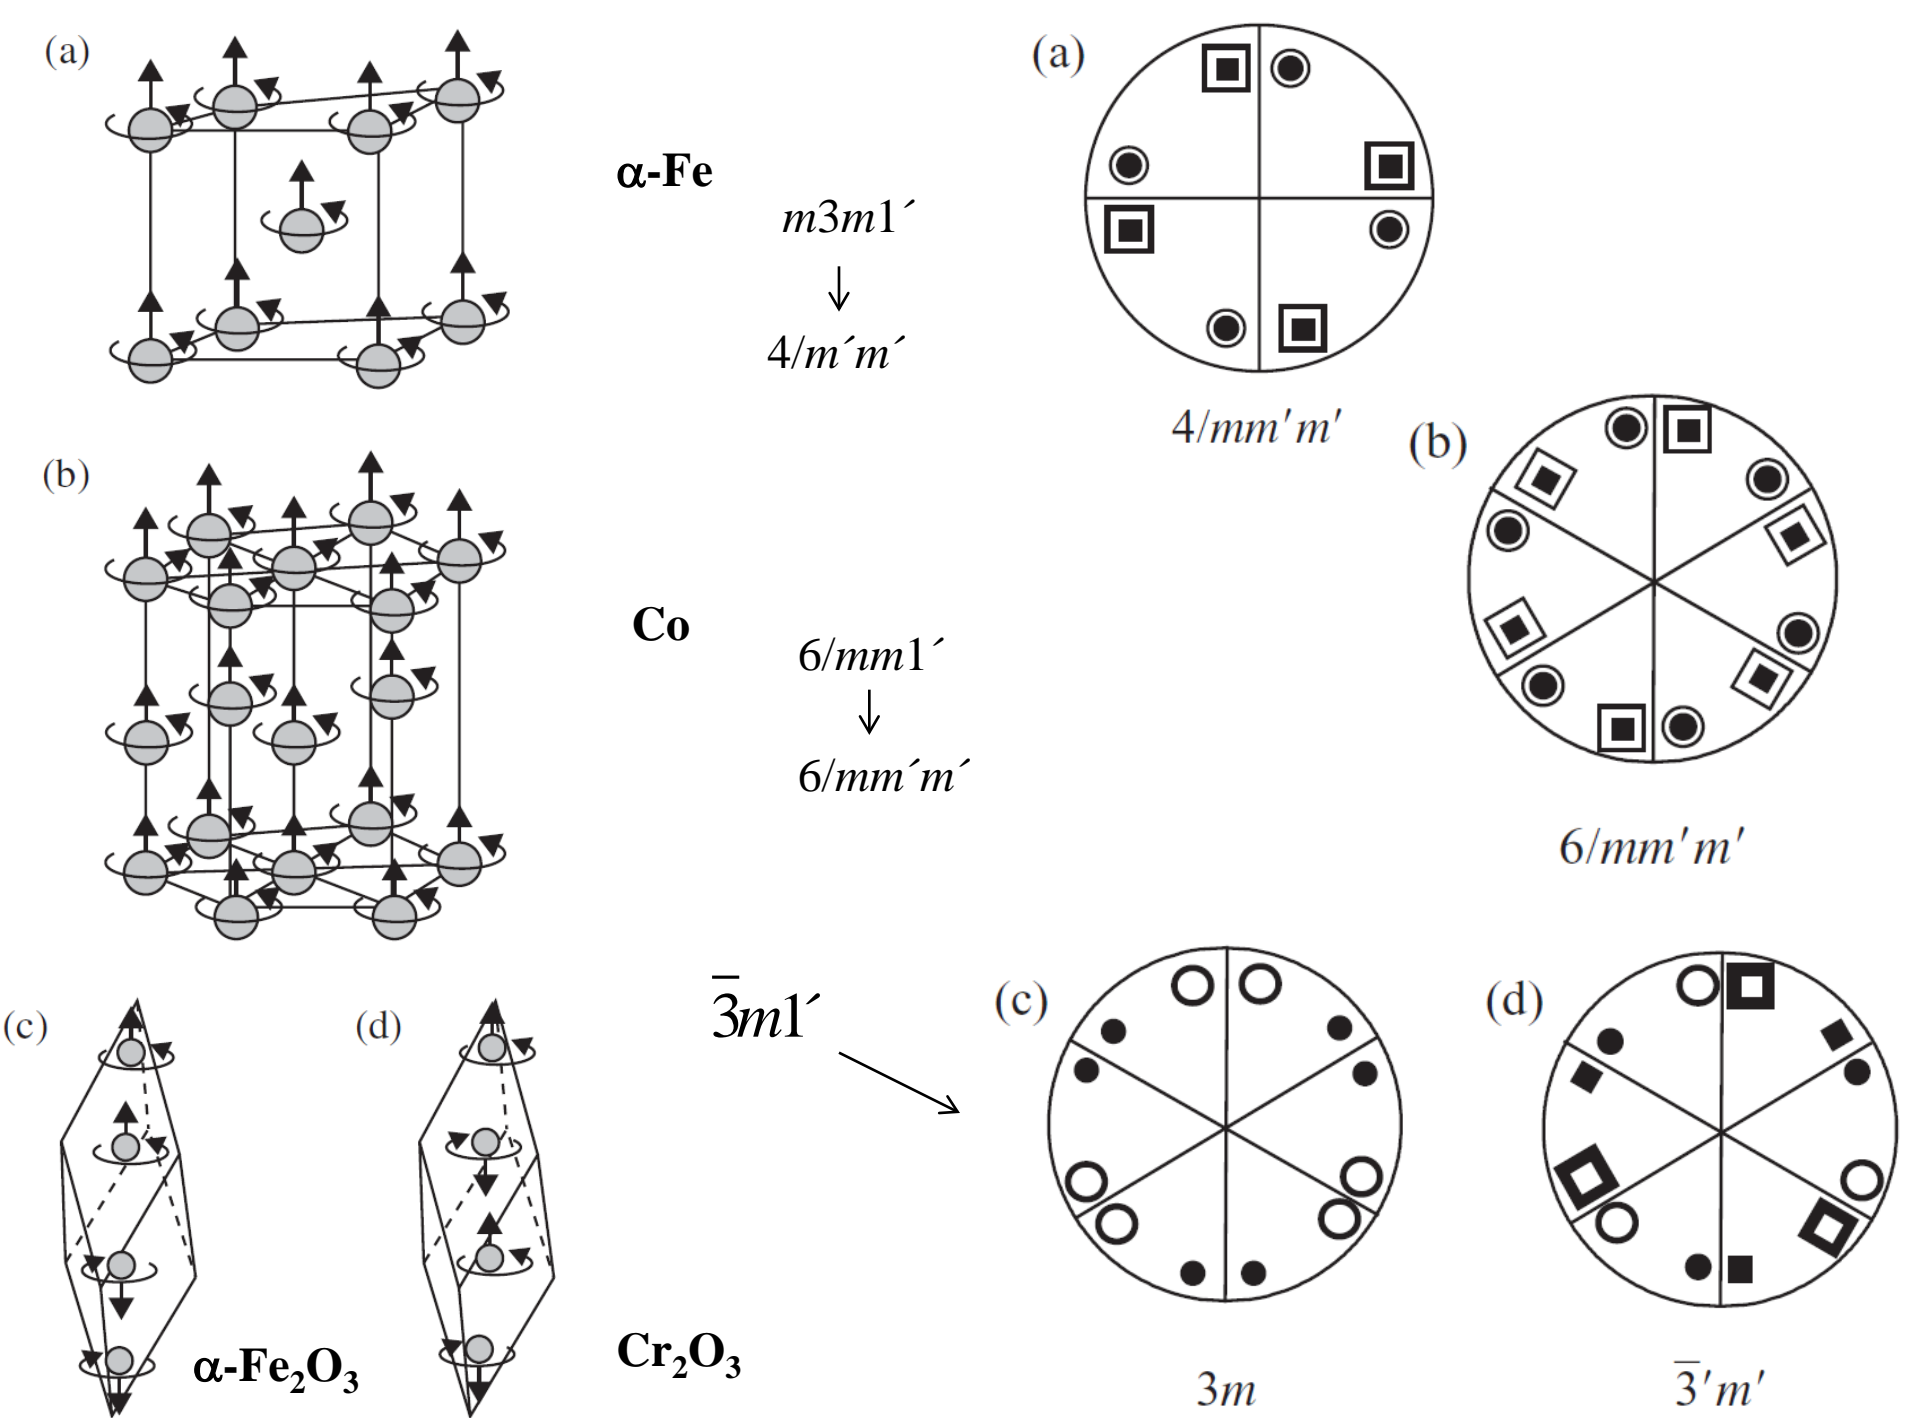 (a)
α-Fe
m3m1´
4/m´m´
(a)
4/mm′m′
(b)
Co
6/mm1´
6/mm´m´
(b)
6/mm′m′
(c)
(d)
α-Fe₂O₃
Cr₂O₃
3̅m1´
(c)
3m
(d)
3̅′m′